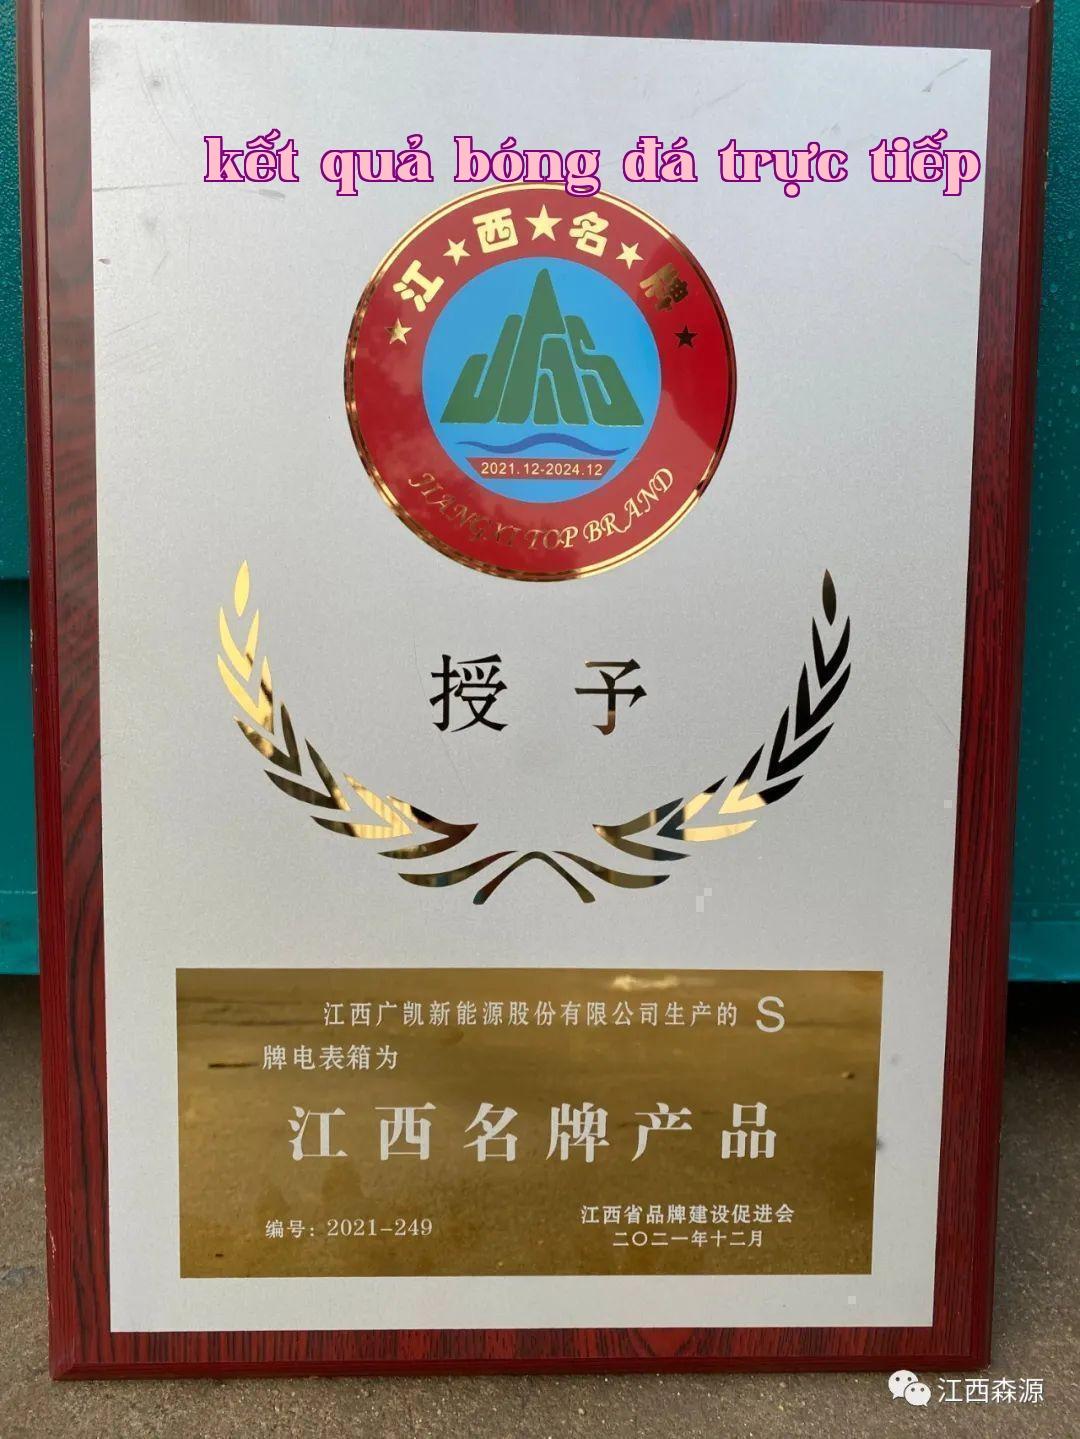 kết quả bóng đá trực tiếp
江西名牌
JMS
2021.12-2024.12
JIANGXI TOP BRAND
授予
江西广凯新能源股份有限公司生产的 S
牌电表箱为
江西名牌产品
编号：2021-249
江西省品牌建设促进会
二〇二一年十二月
江西森源